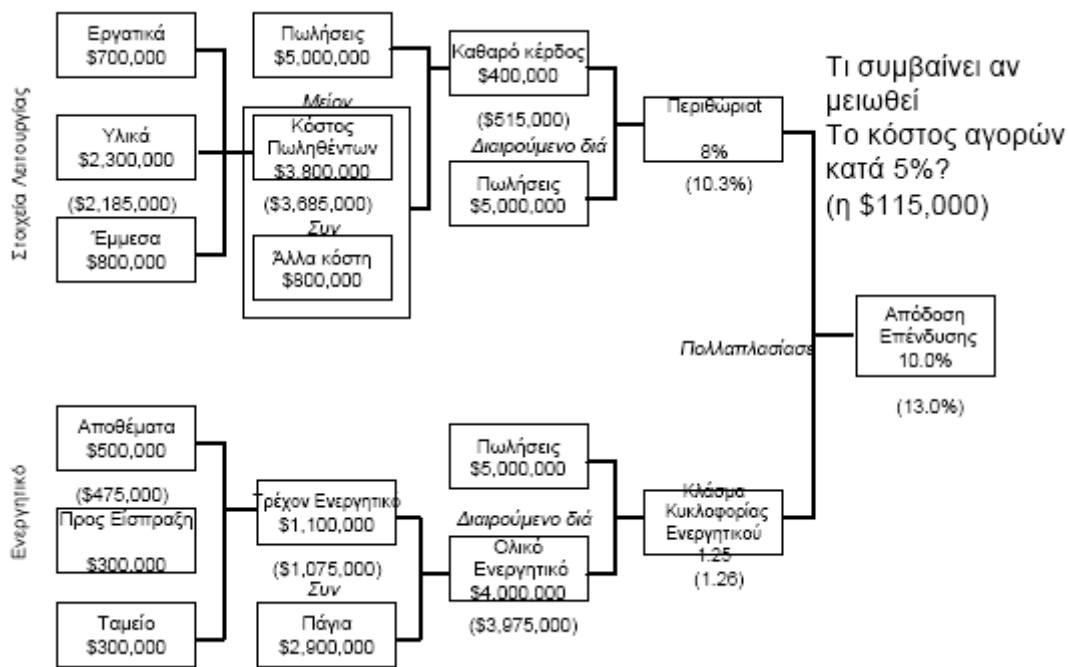 Στοιχεία Λειτουργίας
Εργατικά
$700,000
Υλικά
$2,300,000
($2,185,000)
Έμμεσα
$800,000
Πωλήσεις
$5,000,000
Μείον
Κόστος
Πωληθέντων
$3,800,000
($3,685,000)
Συν
Άλλα κόστη
$800,000
Καθαρό κέρδος
$400,000
($515,000)
Διαιρούμενο διά
Πωλήσεις
$5,000,000
Περιθώριοt
8%
(10.3%)
Τι συμβαίνει αν
μειωθεί
Το κόστος αγορών
κατά 5%?
(η $115,000)
Πολλαπλασίασε
Απόδοση
Επένδυσης
10.0%
(13.0%)
Ενεργητικό
Αποθέματα
$500,000
($475,000)
Προς Είσπραξη
$300,000
Ταμείο
$300,000
Τρέχον Ενεργητικό
$1,100,000
($1,075,000)
Συν
Πάγια
$2,900,000
Πωλήσεις
$5,000,000
Διαιρούμενο διά
Ολικό
Ενεργητικό
$4,000,000
($3,975,000)
Κλάσμα
Κυκλοφορίας
Ενεργητικού
1.25
(1.26)